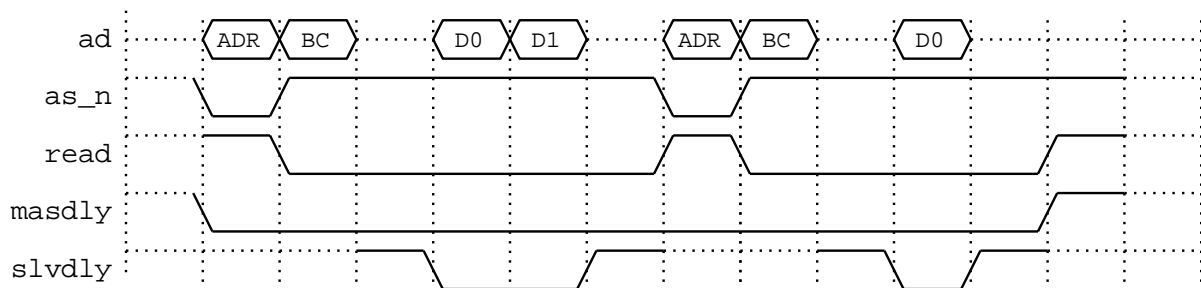 ad ADR BC D0 D1 ADR BC D0
as_n
read
masdly
slvdly